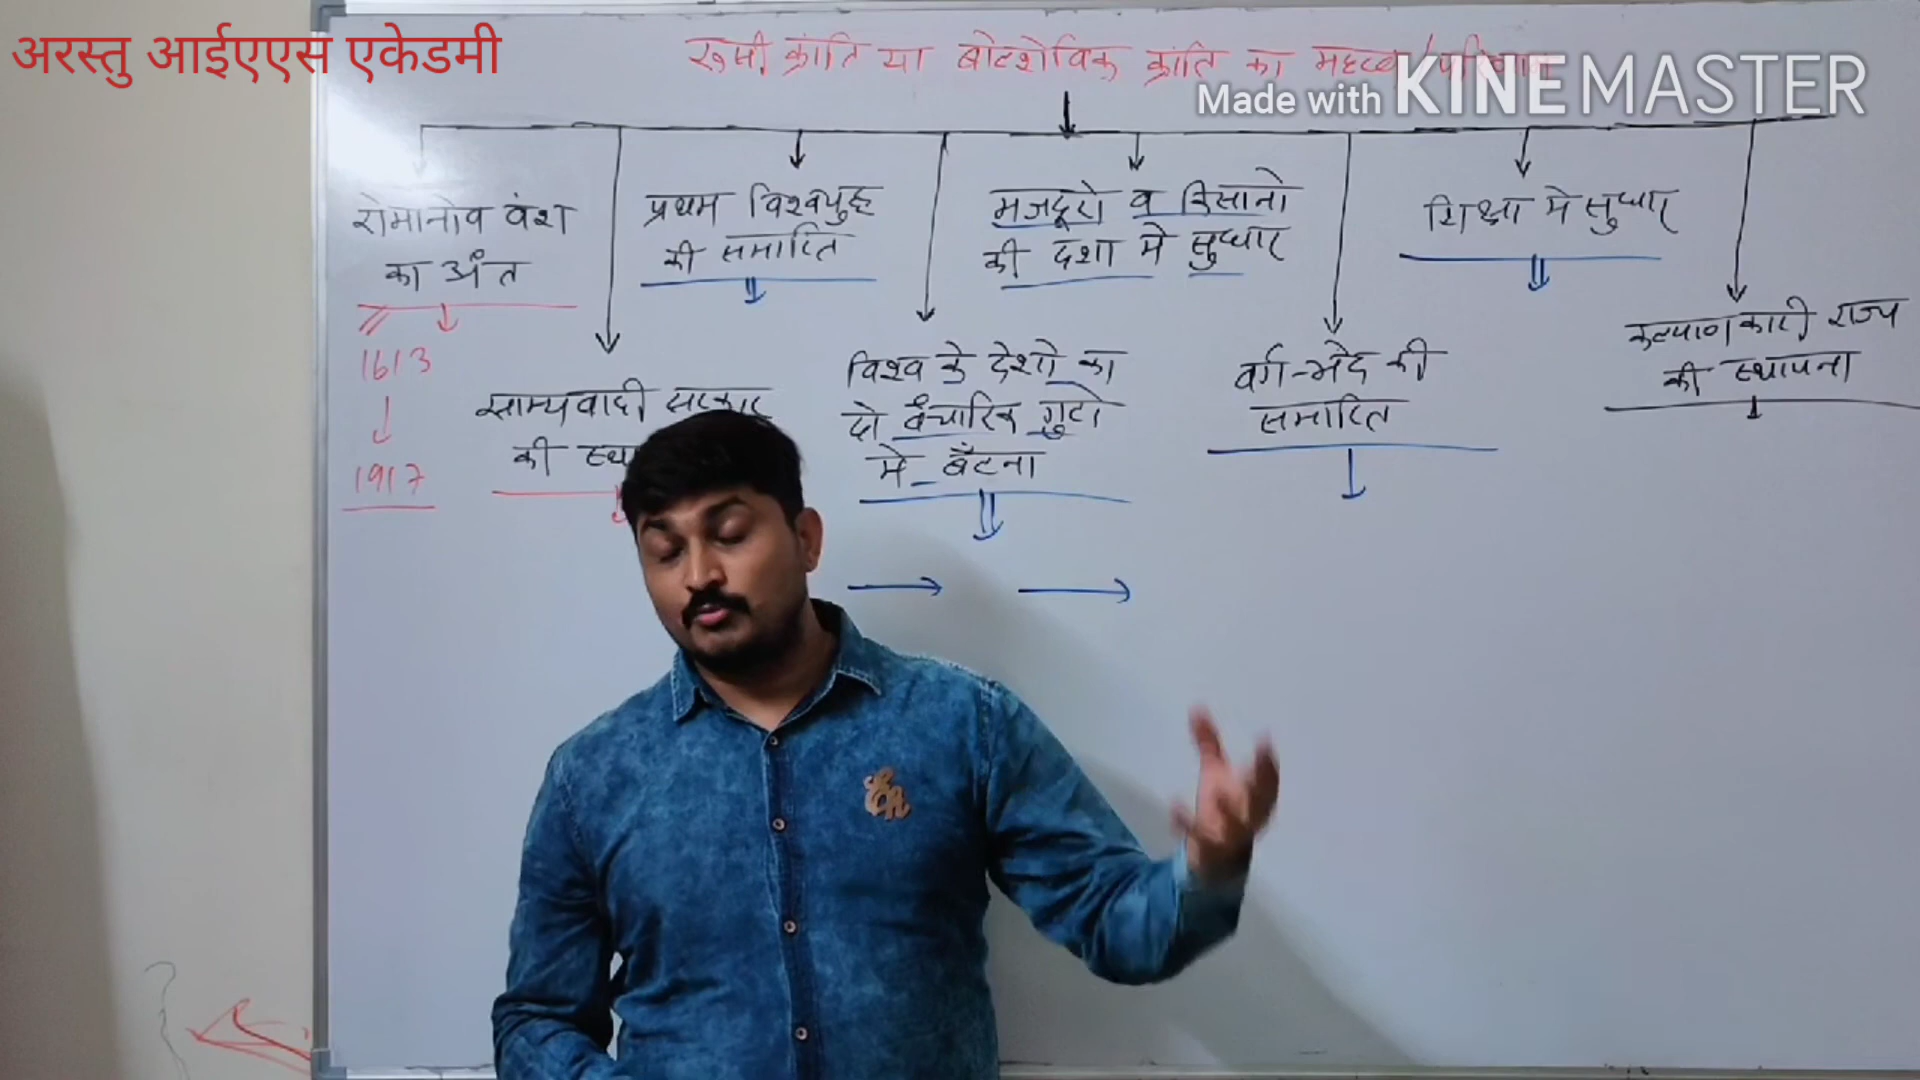 अरस्तु आईएएस एकेडमी
रूसी क्रांति या बोल्शेविक क्रांति का महत्व/परिणाम
Made with KINEMASTER
रोमानोव वंश
का अंत
1613
1917
साम्यवादी सरकार
की
प्रथम विश्वयुद्ध
की समाप्ति
विश्व के देशो का
दो वैचारिक गुटो
मे बँटना
मजदूरो व किसानो
की दशा मे सुधार
वर्ग-भेद की
समाप्ति
शिक्षा मे सुधार
कल्याणकारी राज्य
की स्थापना